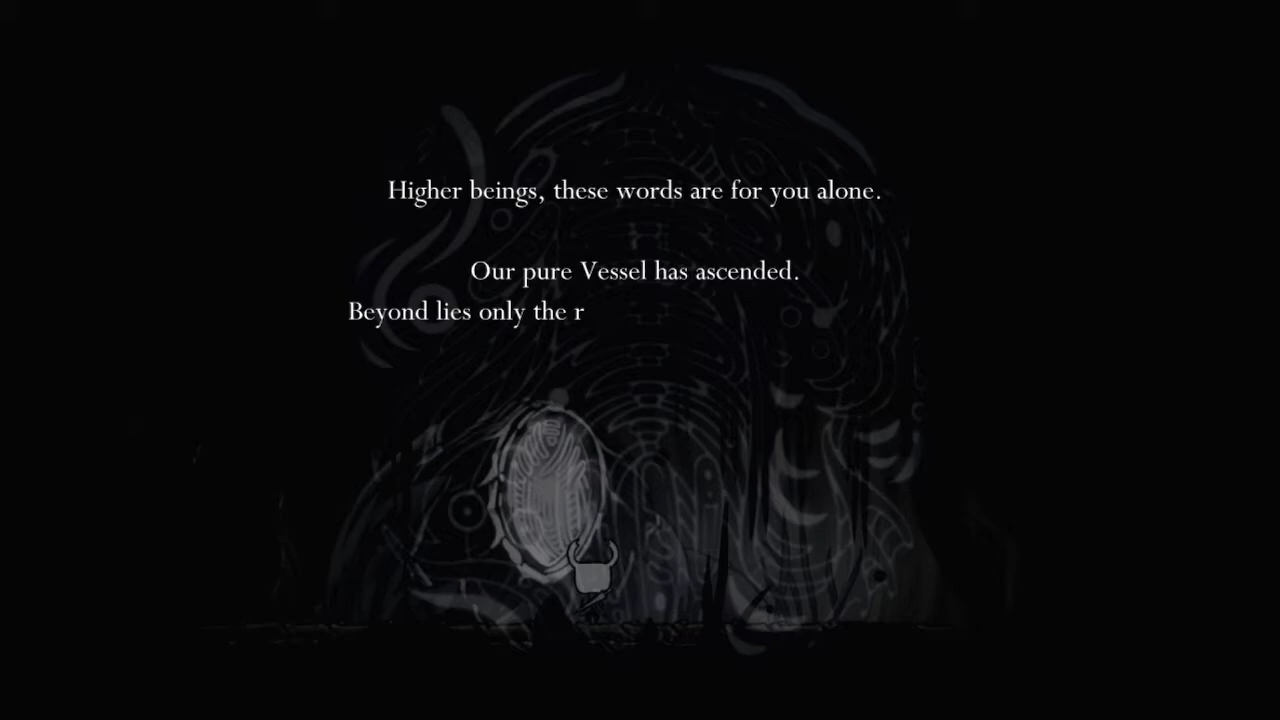 Higher beings, these words are for you alone.
Our pure Vessel has ascended.
Beyond lies only the r